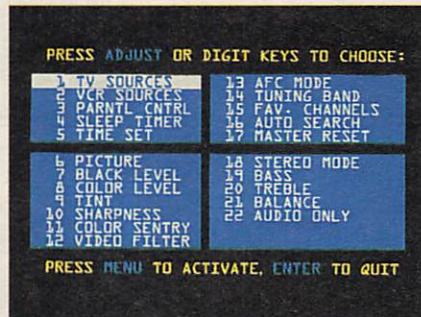 PRESS ADJUST OR DIGIT KEYS TO CHOOSE:
1 TV SOURCES
2 VCR SOURCES
3 PARNTL CNTRL
4 SLEEP TIMER
5 TIME SET
13 AFC MODE
14 TUNING BAND
15 FAV. CHANNELS
16 AUTO SEARCH
17 MASTER RESET
6 PICTURE
7 BLACK LEVEL
8 COLOR LEVEL
9 TINT
10 SHARPNESS
11 COLOR SENTRY
12 VIDEO FILTER
18 STEREO MODE
19 BASS
20 TREBLE
21 BALANCE
22 AUDIO ONLY
PRESS MENU TO ACTIVATE, ENTER TO QUIT